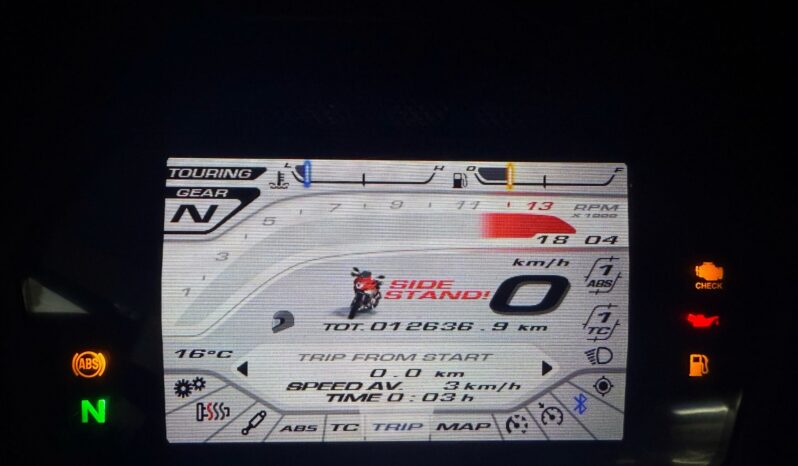 TOURING L H O F
GEAR
N
1 3 5 7 9 11 13 RPM
X 1000
18 04
km/h
SIDE
STAND! 0
1
ABS
TOT. 012636.9 km
1
TC
16°C
TRIP FROM START
0.0 km
SPEED AV. 3 km/h
TIME 0:03 h
ABS TC TRIP MAP
ABS
N
CHECK